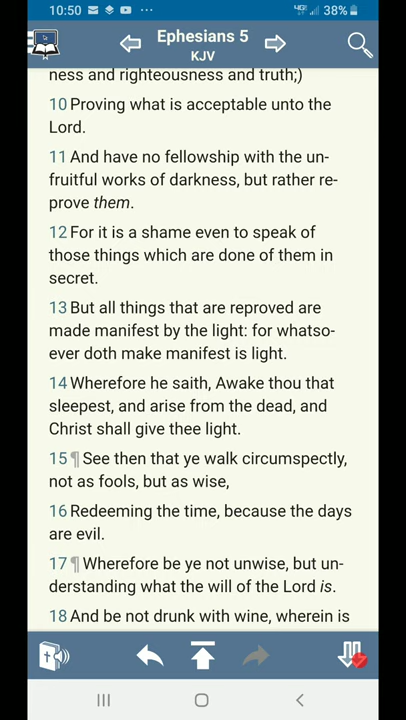 10:50
38%
Ephesians 5
KJV
ness and righteousness and truth;)
10 Proving what is acceptable unto the
Lord.
11 And have no fellowship with the un-
fruitful works of darkness, but rather re-
prove them.
12 For it is a shame even to speak of
those things which are done of them in
secret.
13 But all things that are reproved are
made manifest by the light: for whatso-
ever doth make manifest is light.
14 Wherefore he saith, Awake thou that
sleepest, and arise from the dead, and
Christ shall give thee light.
15 ¶ See then that ye walk circumspectly,
not as fools, but as wise,
16 Redeeming the time, because the days
are evil.
17 ¶ Wherefore be ye not unwise, but un-
derstanding what the will of the Lord is.
18 And be not drunk with wine, wherein is